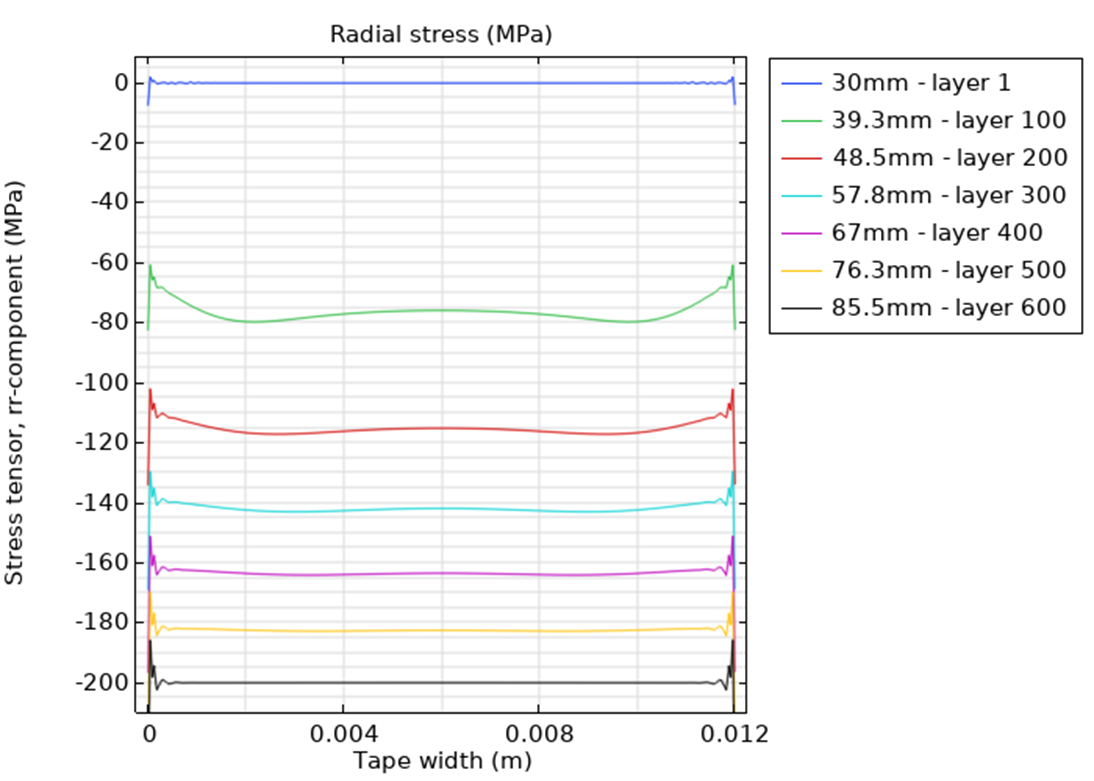 Radial stress (MPa)
Stress tensor, rr-component (MPa)
0
-20
-40
-60
-80
-100
-120
-140
-160
-180
-200
0 0.004 0.008 0.012
Tape width (m)
30mm - layer 1
39.3mm - layer 100
48.5mm - layer 200
57.8mm - layer 300
67mm - layer 400
76.3mm - layer 500
85.5mm - layer 600